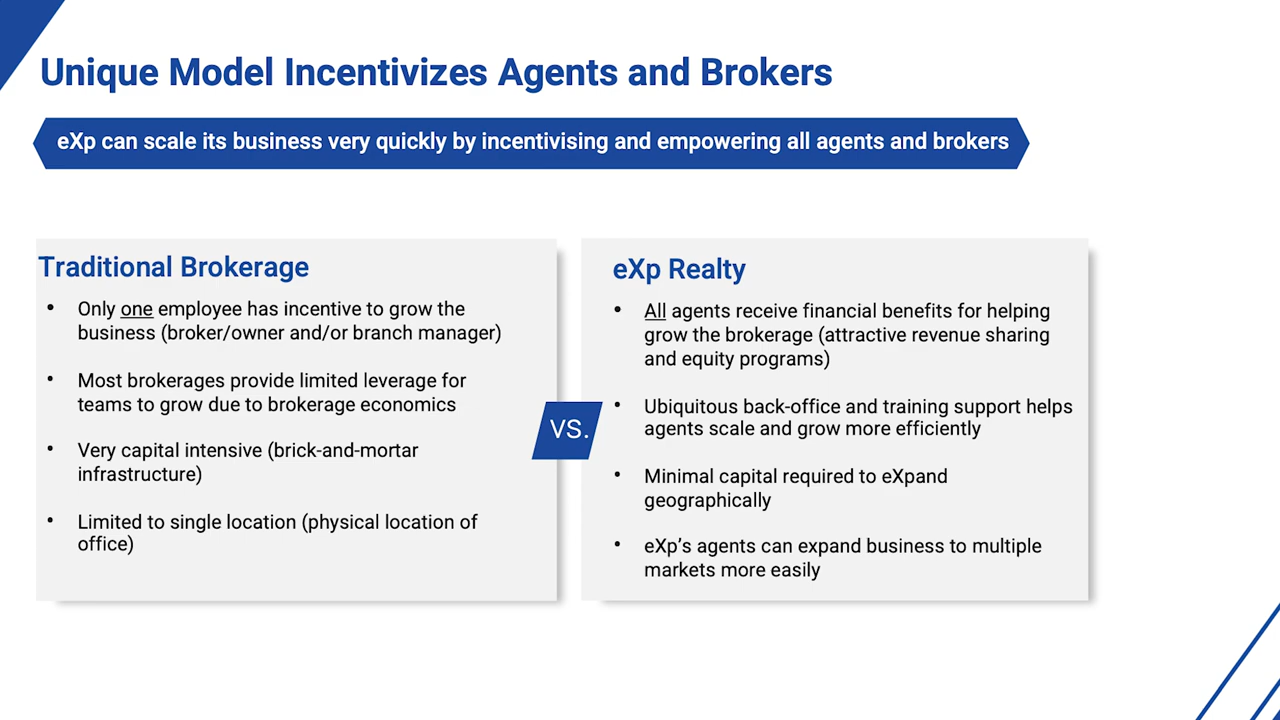 Unique Model Incentivizes Agents and Brokers
eXp can scale its business very quickly by incentivising and empowering all agents and brokers
Traditional Brokerage
• Only one employee has incentive to grow the
business (broker/owner and/or branch manager)
• Most brokerages provide limited leverage for
teams to grow due to brokerage economics
• Very capital intensive (brick-and-mortar
infrastructure)
• Limited to single location (physical location of
office)
VS.
eXp Realty
• All agents receive financial benefits for helping
grow the brokerage (attractive revenue sharing
and equity programs)
• Ubiquitous back-office and training support helps
agents scale and grow more efficiently
• Minimal capital required to eXpand
geographically
• eXp’s agents can expand business to multiple
markets more easily